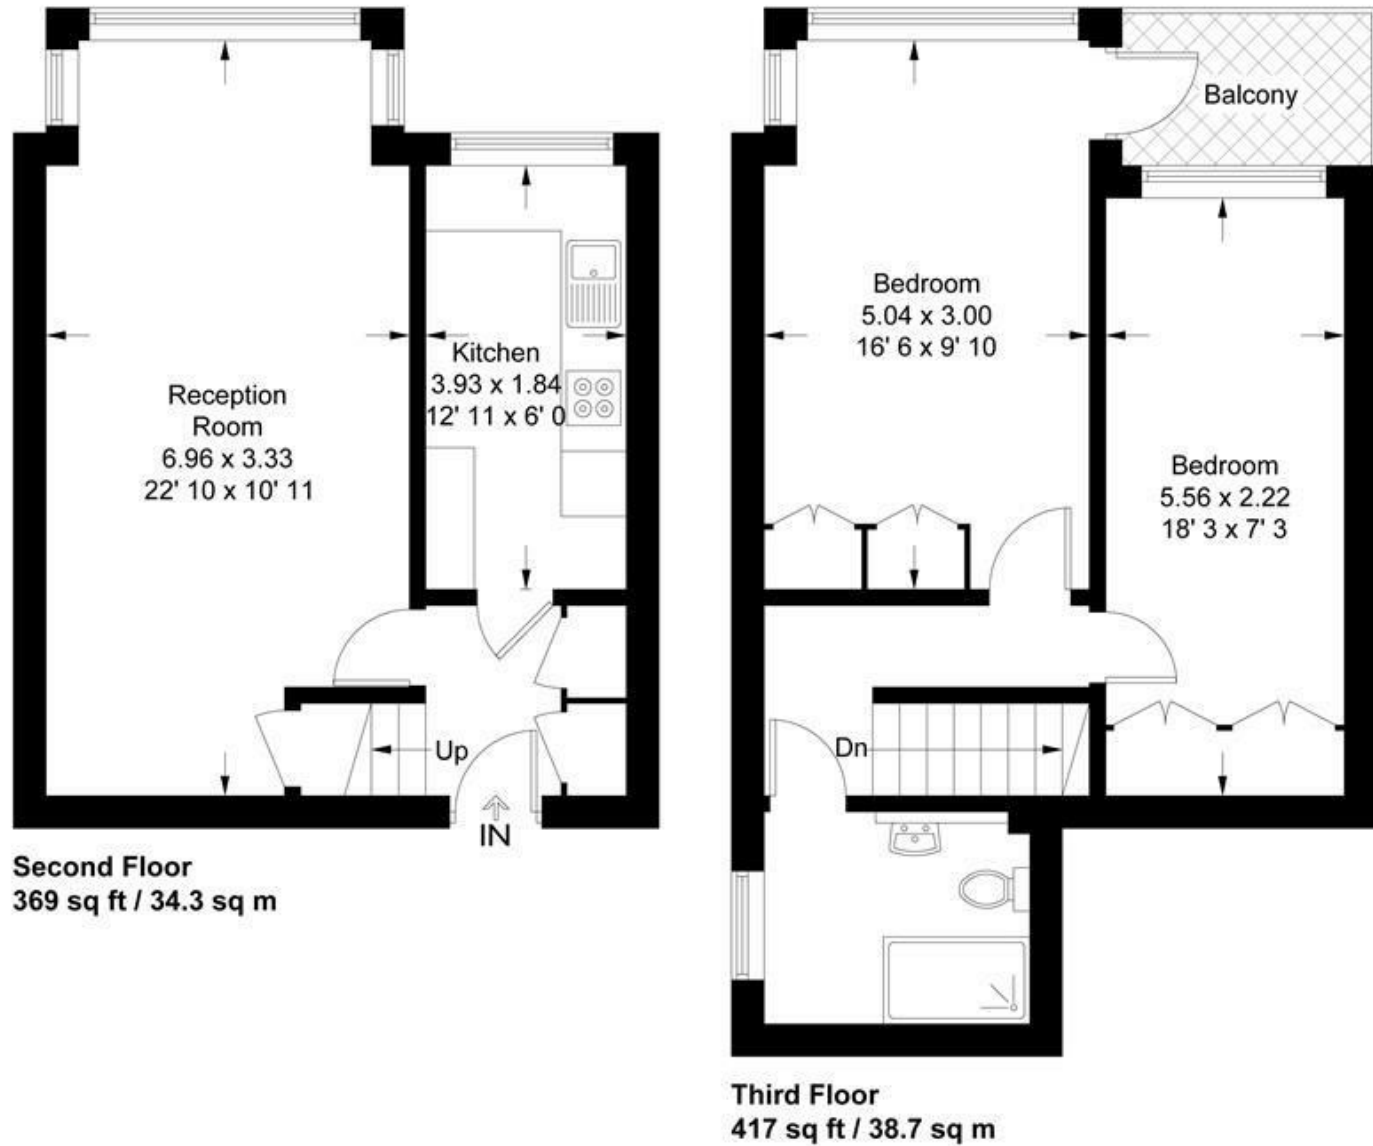 Reception
Room
6.96 x 3.33
22' 10 x 10' 11
Kitchen
3.93 x 1.84
12' 11 x 6' 0
Up
IN
Second Floor
369 sq ft / 34.3 sq m
Balcony
Bedroom
5.04 x 3.00
16' 6 x 9' 10
Bedroom
5.56 x 2.22
18' 3 x 7' 3
Dn
Third Floor
417 sq ft / 38.7 sq m